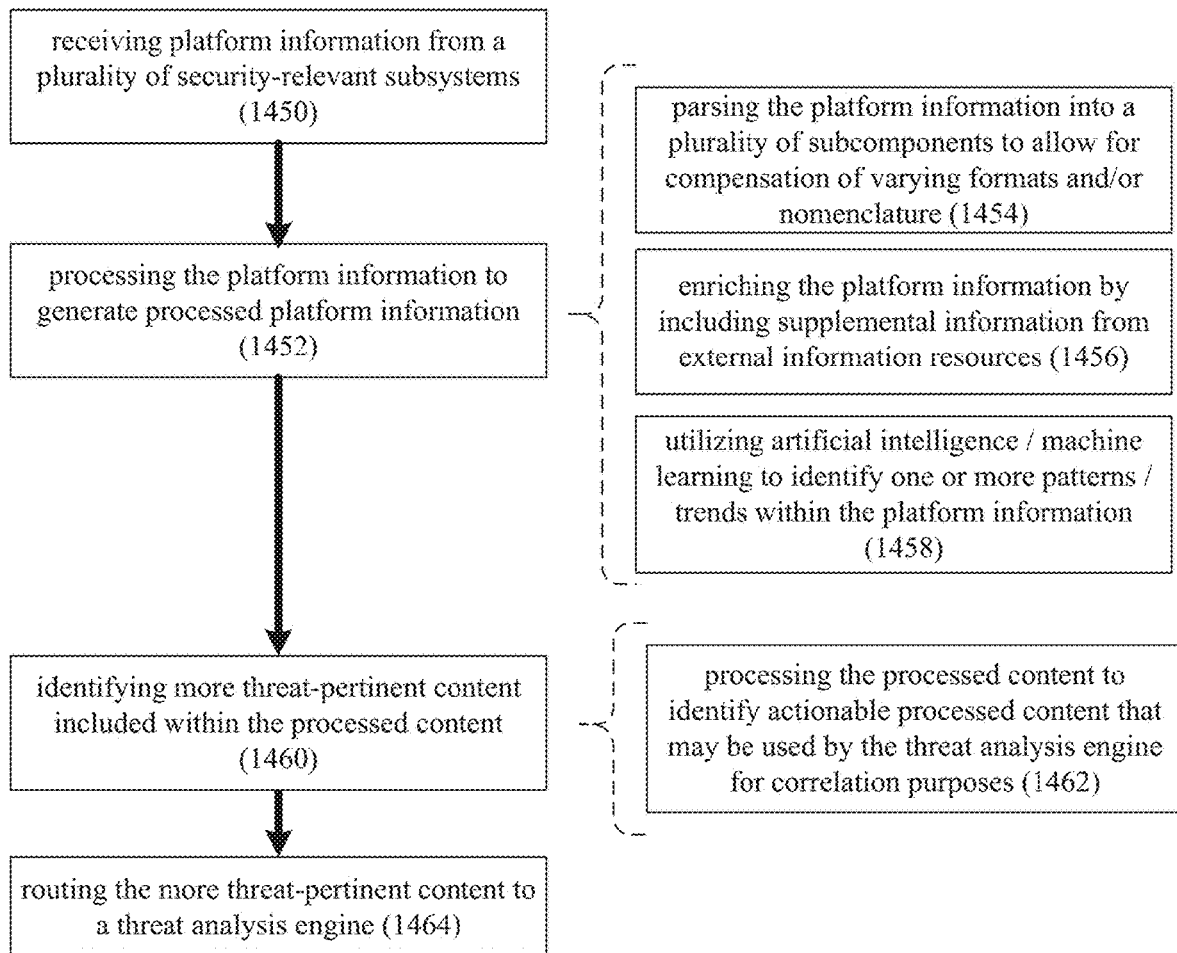 receiving platform information from a
plurality of security-relevant subsystems
(1450)
processing the platform information to
generate processed platform information
(1452)
parsing the platform information into a
plurality of subcomponents to allow for
compensation of varying formats and/or
nomenclature (1454)
enriching the platform information by
including supplemental information from
external information resources (1456)
utilizing artificial intelligence / machine
learning to identify one or more patterns /
trends within the platform information
(1458)
identifying more threat-pertinent content
included within the processed content
(1460)
processing the processed content to
identify actionable processed content that
may be used by the threat analysis engine
for correlation purposes (1462)
routing the more threat-pertinent content to
a threat analysis engine (1464)